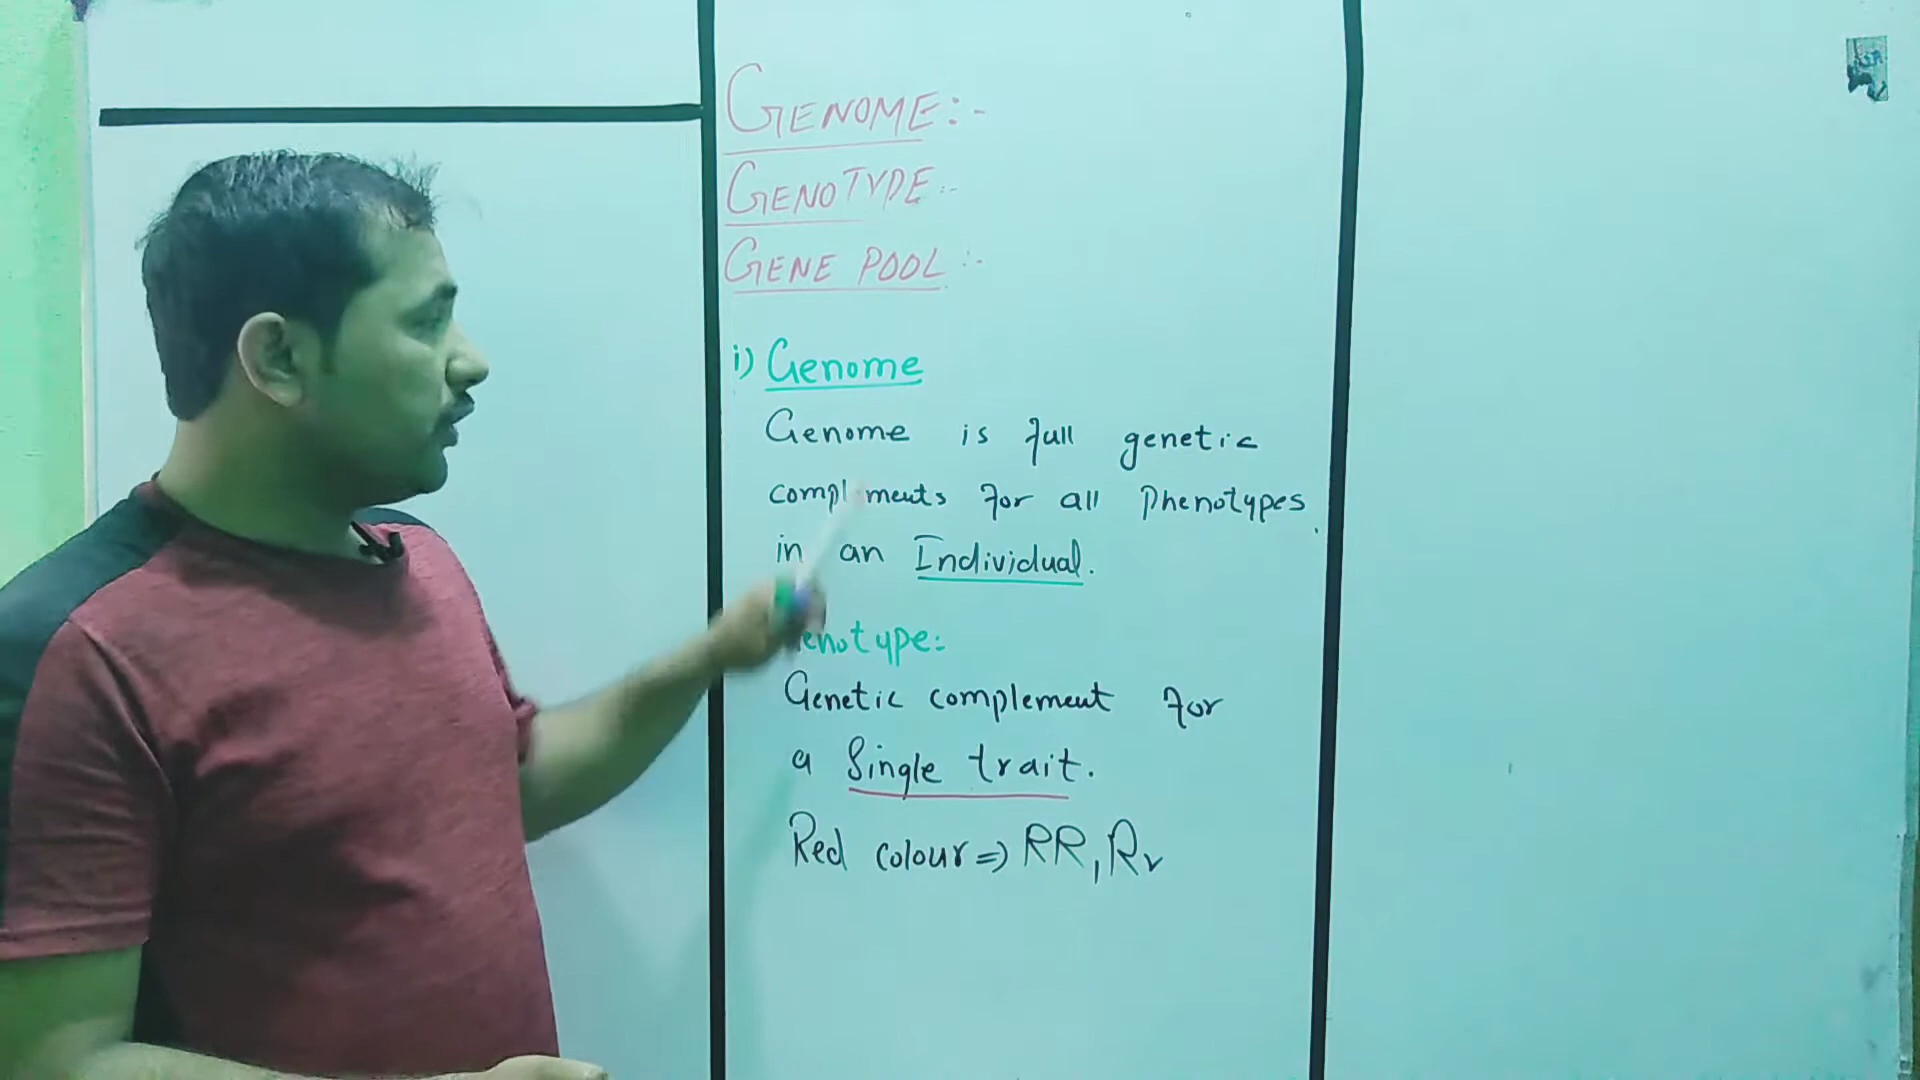 GENOME:-
GENOTYPE:-
GENE POOL:-
i) Genome
Genome is full genetic
complements for all Phenotypes
in an Individual.
enotype:
Genetic complement for
a Single trait.
Red colour => RR, Rr